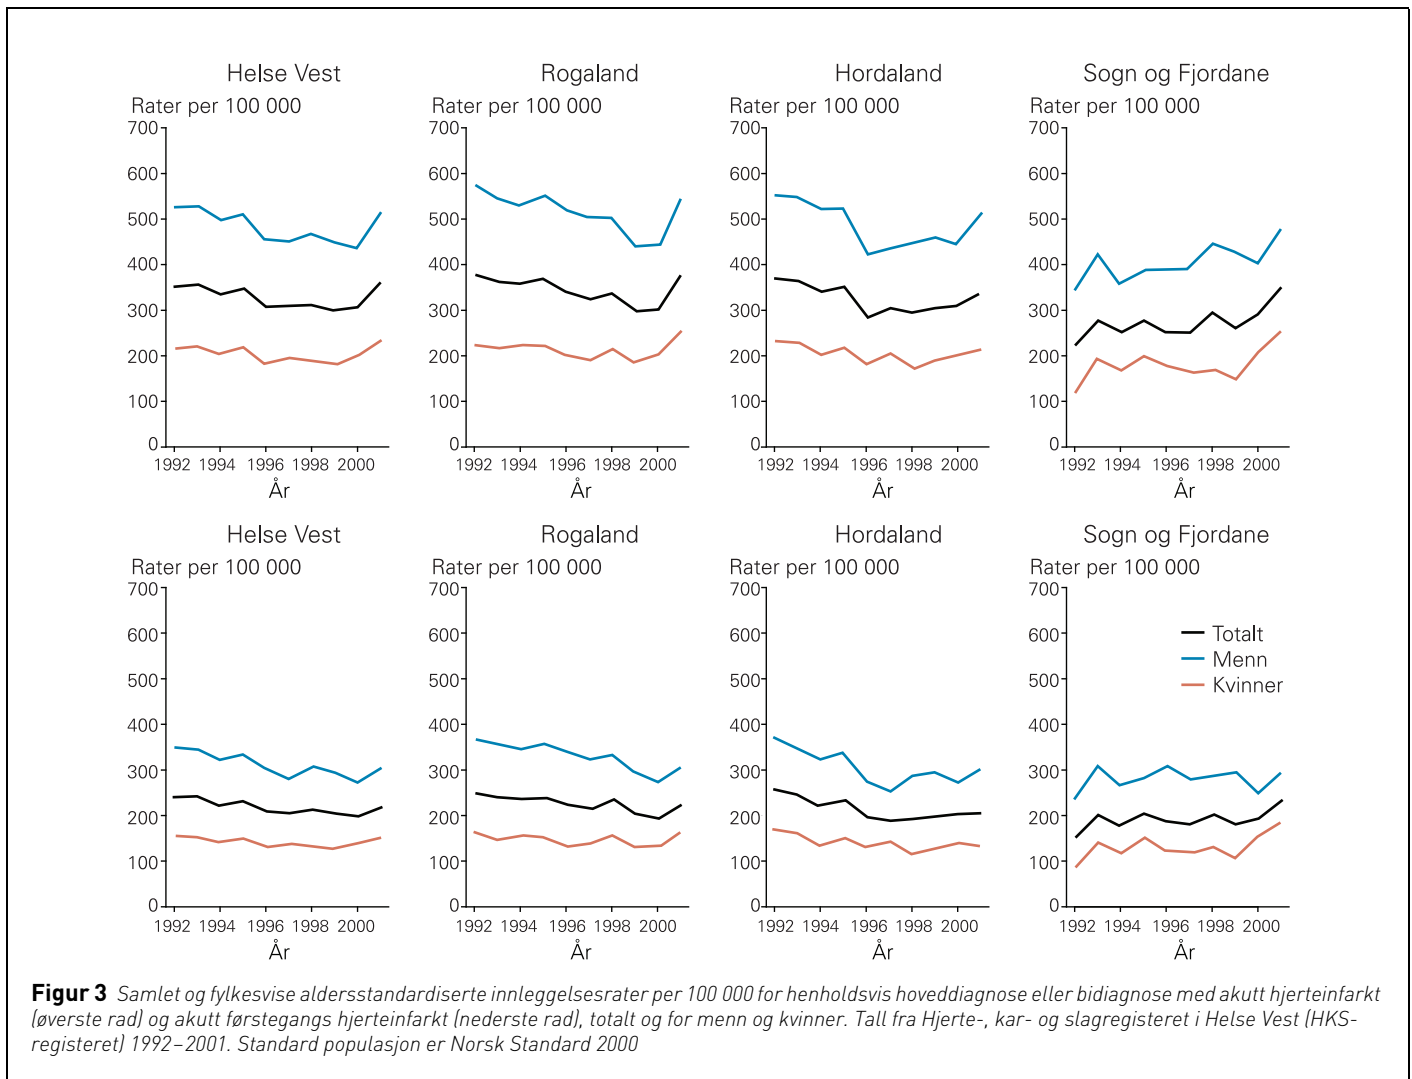 Helse Vest
Rogaland
Hordaland
Sogn og Fjordane
Rater per 100 000
Rater per 100 000
Rater per 100 000
Rater per 100 000
700 700 700 700
600 600 600 600
500 500 500 500
400 400 400 400
300 300 300 300
200 200 200 200
100 100 100 100
0 0 0 0
1992 1994 1996 1998 2000
1992 1994 1996 1998 2000
1992 1994 1996 1998 2000
1992 1994 1996 1998 2000
År
År
År
År
Helse Vest
Rogaland
Hordaland
Sogn og Fjordane
Rater per 100 000
Rater per 100 000
Rater per 100 000
Rater per 100 000
700 700 700 700
600 600 600 600
500 500 500 500
400 400 400 400
300 300 300 300
200 200 200 200
100 100 100 100
0 0 0 0
Totalt
Menn
Kvinner
1992 1994 1996 1998 2000
1992 1994 1996 1998 2000
1992 1994 1996 1998 2000
1992 1994 1996 1998 2000
År
År
År
År
Figur 3 Samlet og fylkesvise aldersstandardiserte innleggelsesrater per 100 000 for henholdsvis hoveddiagnose eller bidiagnose med akutt hjerteinfarkt
(øverste rad) og akutt førstegangs hjerteinfarkt (nederste rad), totalt og for menn og kvinner. Tall fra Hjerte-, kar- og slagregisteret i Helse Vest (HKS-
registeret) 1992–2001. Standard populasjon er Norsk Standard 2000